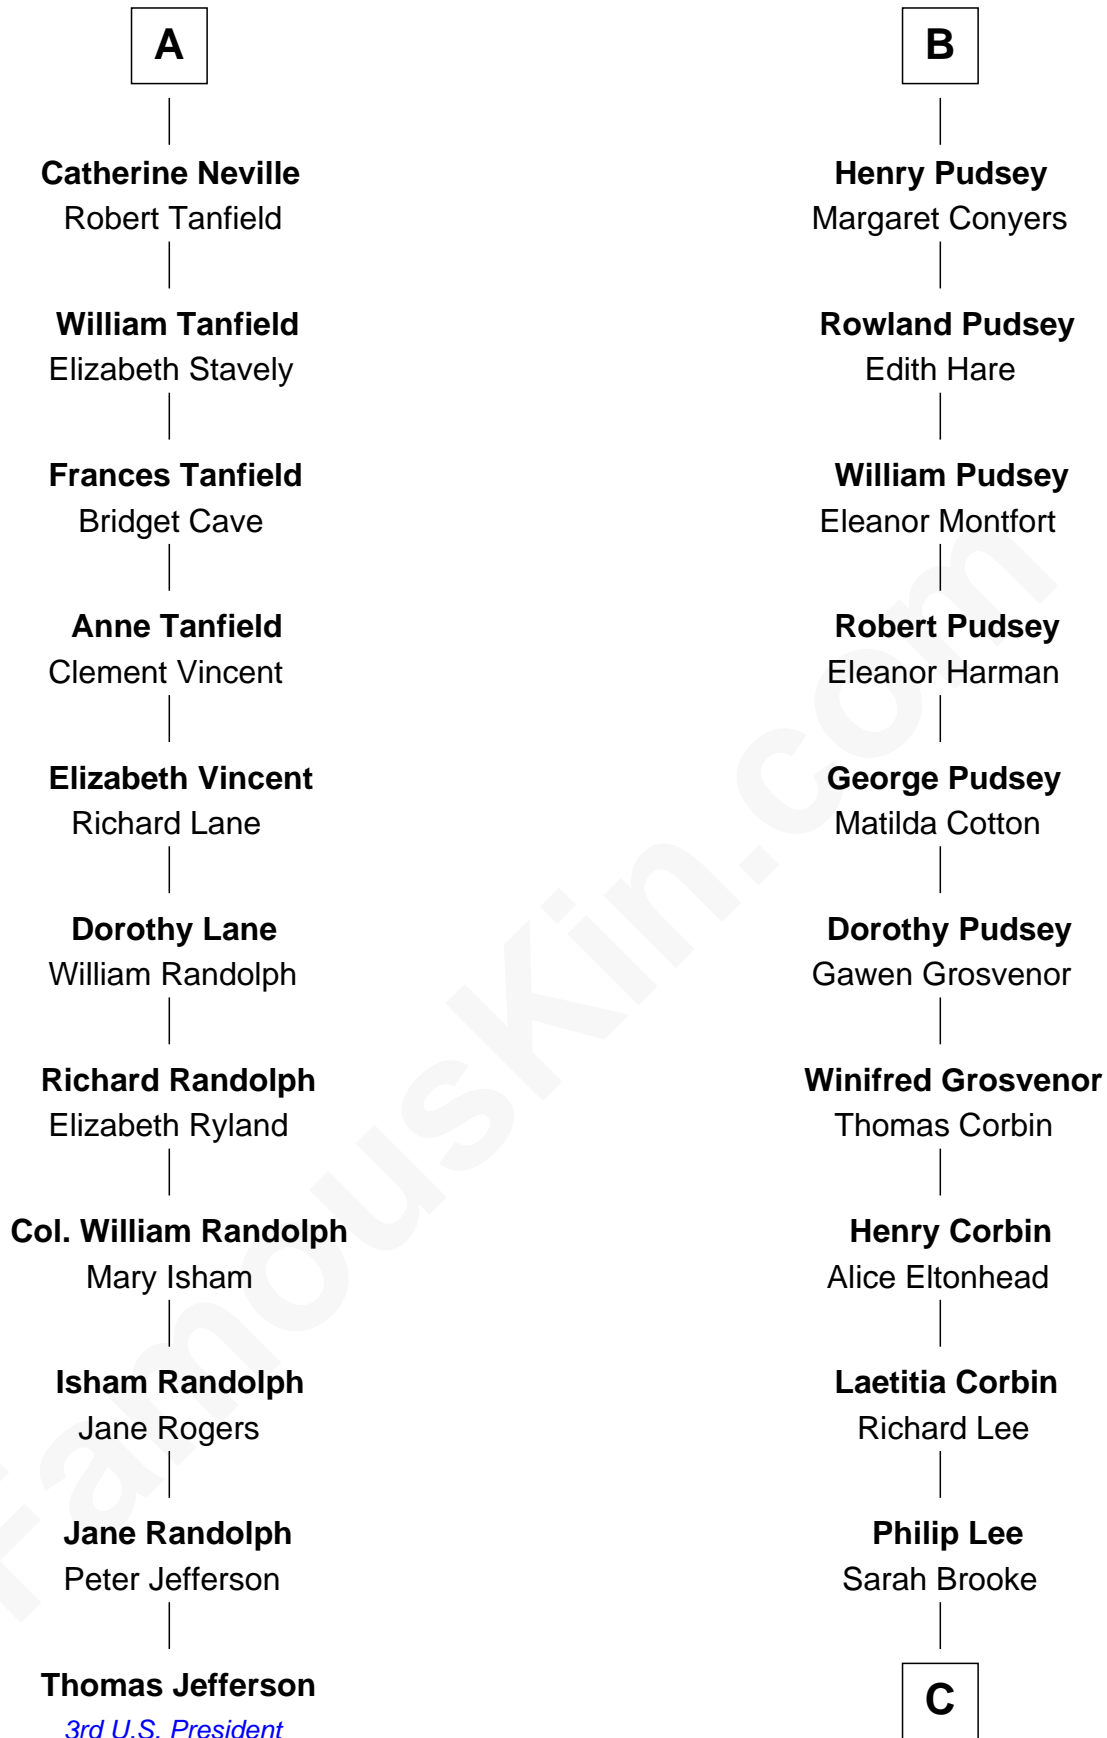 A
Catherine Neville
Robert Tanfield
William Tanfield
Elizabeth Stavely
Frances Tanfield
Bridget Cave
Anne Tanfield
Clement Vincent
Elizabeth Vincent
Richard Lane
Dorothy Lane
William Randolph
Richard Randolph
Elizabeth Ryland
Col. William Randolph
Mary Isham
Isham Randolph
Jane Rogers
Jane Randolph
Peter Jefferson
Thomas Jefferson
3rd U.S. President
B
Henry Pudsey
Margaret Conyers
Rowland Pudsey
Edith Hare
William Pudsey
Eleanor Montfort
Robert Pudsey
Eleanor Harman
George Pudsey
Matilda Cotton
Dorothy Pudsey
Gawen Grosvenor
Winifred Grosvenor
Thomas Corbin
Henry Corbin
Alice Eltonhead
Laetitia Corbin
Richard Lee
Philip Lee
Sarah Brooke
C
FamousKin.com